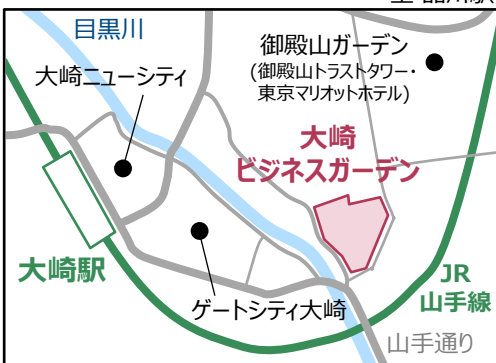 目黒川
大崎ニューシティ
御殿山ガーデン
(御殿山トラストタワー・
東京マリオットホテル)
大崎
ビジネスガーデン
大崎駅
ゲートシティ大崎
JR
山手線
山手通り